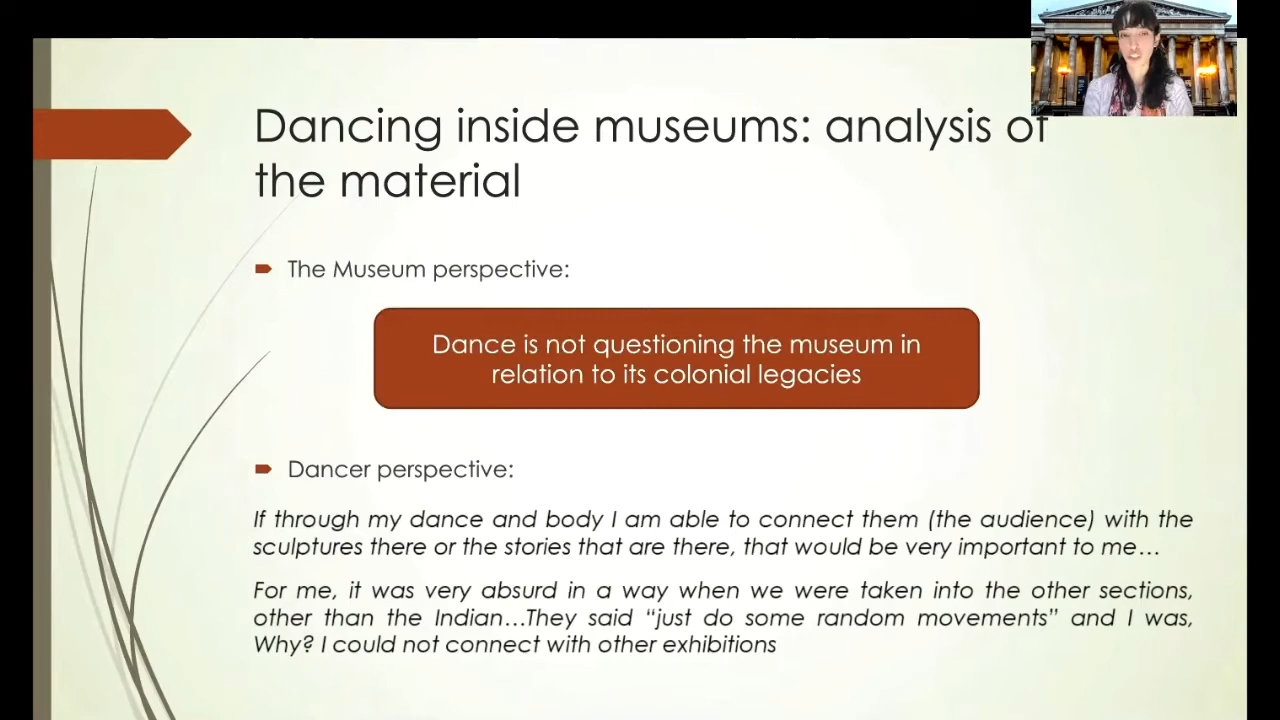 Dancing inside museums: analysis of
the material
The Museum perspective:
Dance is not questioning the museum in
relation to its colonial legacies
Dancer perspective:
If through my dance and body I am able to connect them (the audience) with the
sculptures there or the stories that are there, that would be very important to me…
For me, it was very absurd in a way when we were taken into the other sections,
other than the Indian…They said “just do some random movements” and I was,
Why? I could not connect with other exhibitions